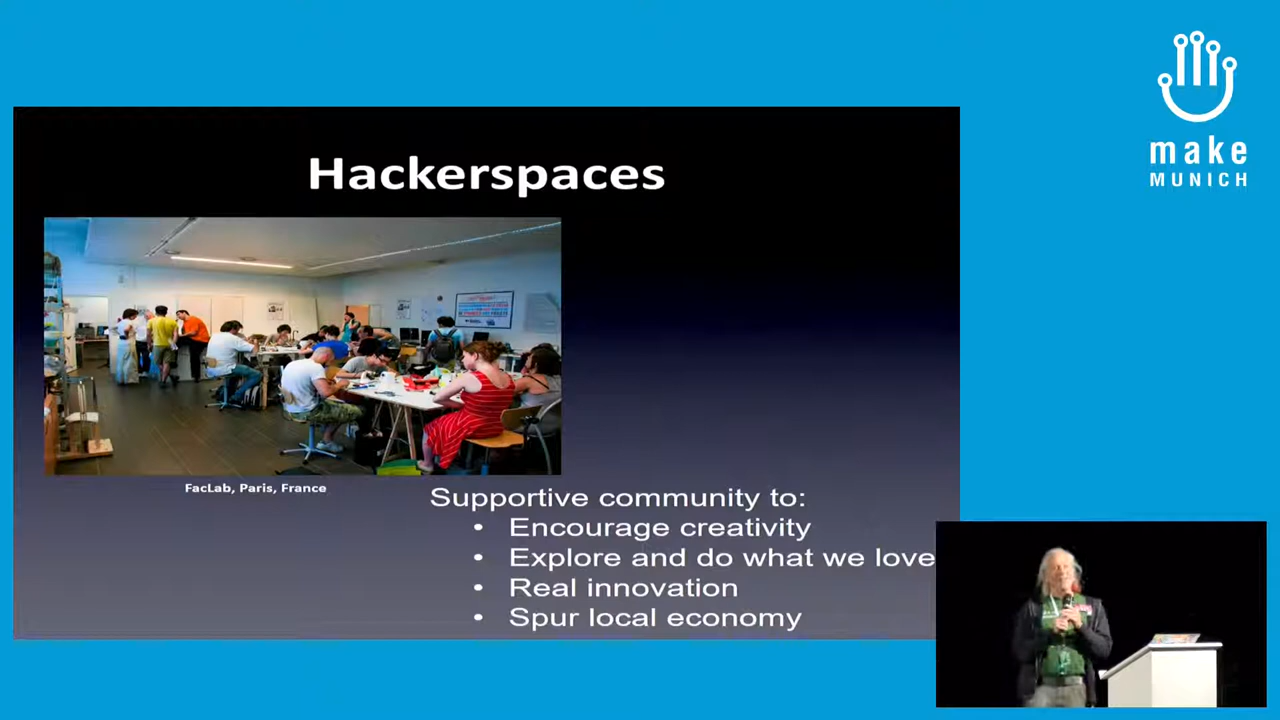 make
MUNICH
Hackerspaces
FacLab, Paris, France
Supportive community to:
• Encourage creativity
• Explore and do what we love
• Real innovation
• Spur local economy